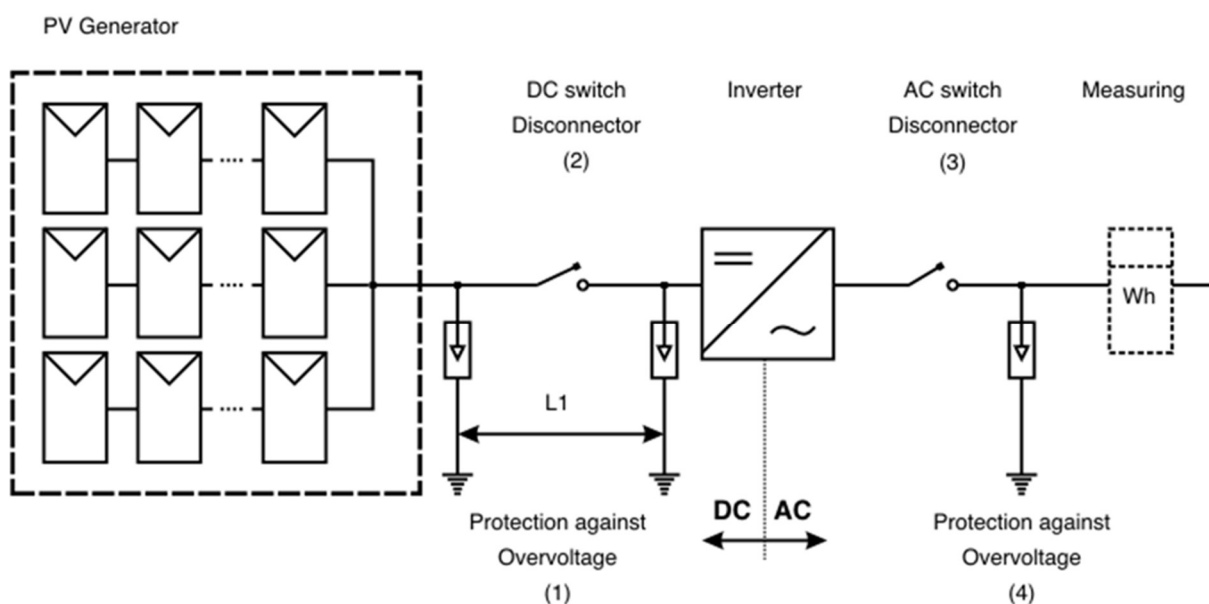 PV Generator
DC switch
Disconnector
(2)
Inverter
AC switch
Disconnector
(3)
Measuring
Wh
L1
DC
AC
Protection against
Overvoltage
(1)
Protection against
Overvoltage
(4)